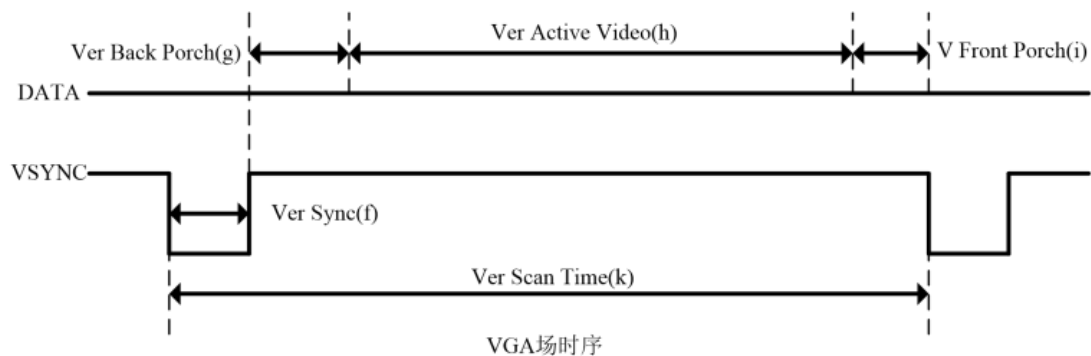 Ver Active Video(h)
Ver Back Porch(g)
V Front Porch(i)
DATA
VSYNC
Ver Sync(f)
Ver Scan Time(k)
VGA场时序